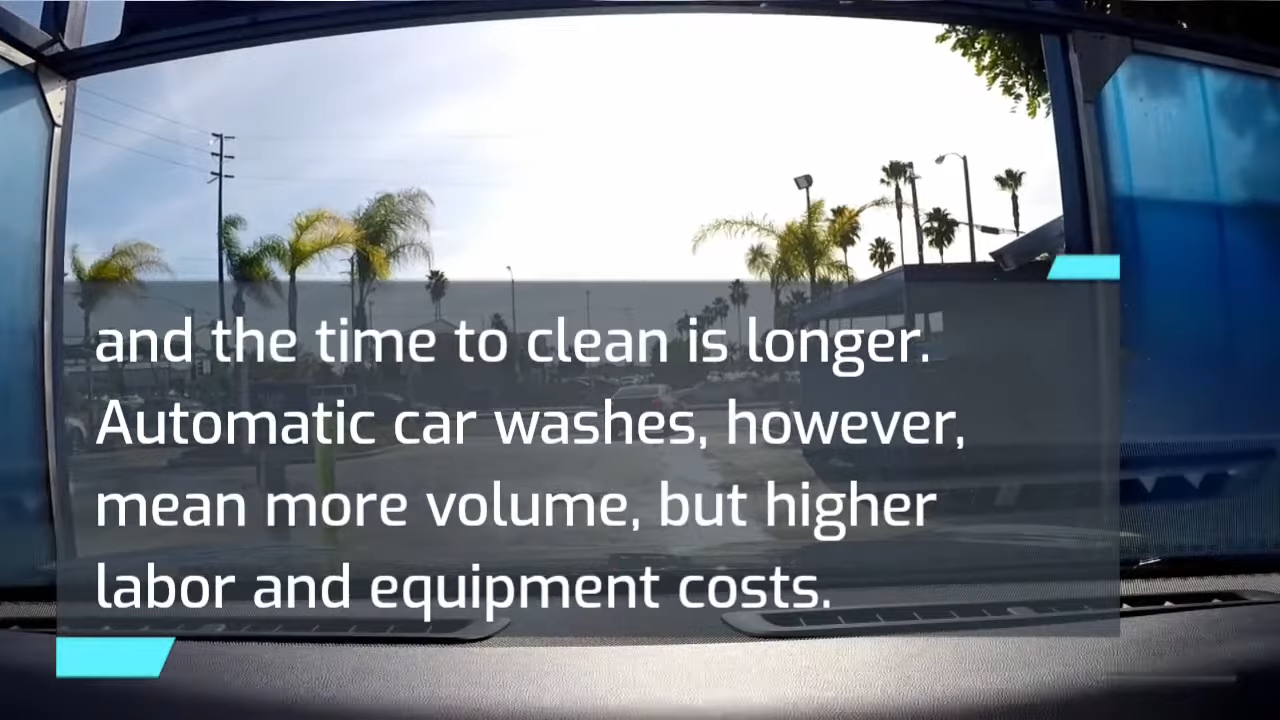 and the time to clean is longer.
Automatic car washes, however,
mean more volume, but higher
labor and equipment costs.